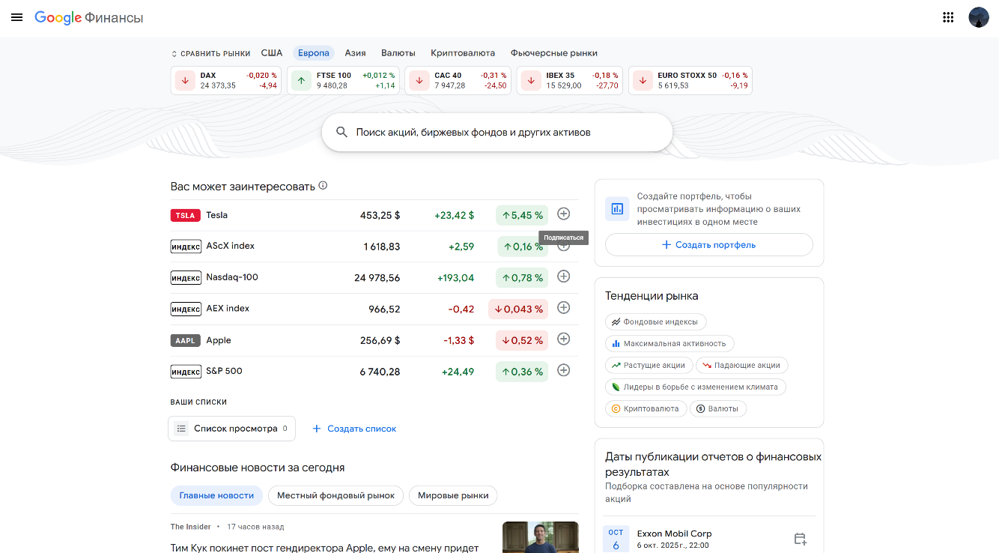 Google Финансы
СРАВНИТЬ РЫНКИ США Европа Азия Валюты Криптовалюта Фьючерсные рынки
DAX -0,020 %
24 373,35 -4,94
FTSE 100 +0,012 %
9 480,28 +1,14
CAC 40 -0,31 %
7 947,28 -24,50
IBEX 35 -0,18 %
15 529,00 -27,70
EURO STOXX 50 -0,16 %
5 619,53 -9,19
Поиск акций, биржевых фондов и других активов
Вас может заинтересовать
TSLA Tesla 453,25 $ +23,42 $ 5,45 %
Подписаться
ИНДЕКС AScX index 1 618,83 +2,59 0,16 %
ИНДЕКС Nasdaq-100 24 978,56 +193,04 0,78 %
ИНДЕКС AEX index 966,52 -0,42 0,043 %
AAPL Apple 256,69 $ -1,33 $ 0,52 %
ИНДЕКС S&P 500 6 740,28 +24,49 0,36 %
ВАШИ СПИСКИ
Список просмотра 0 Создать список
Финансовые новости за сегодня
Главные новости Местный фондовый рынок Мировые рынки
The Insider • 17 часов назад
Тим Кук покинет пост гендиректора Apple, ему на смену придет
Создайте портфель, чтобы
просматривать информацию о ваших
инвестициях в одном месте
Создать портфель
Тенденции рынка
Фондовые индексы
Максимальная активность
Растущие акции Падающие акции
Лидеры в борьбе с изменением климата
Криптовалюта Валюты
Даты публикации отчетов о финансовых
результатах
Подборка составлена на основе популярности
акций
ОСТ
6
Exxon Mobil Corp
6 окт. 2025 г., 22:00